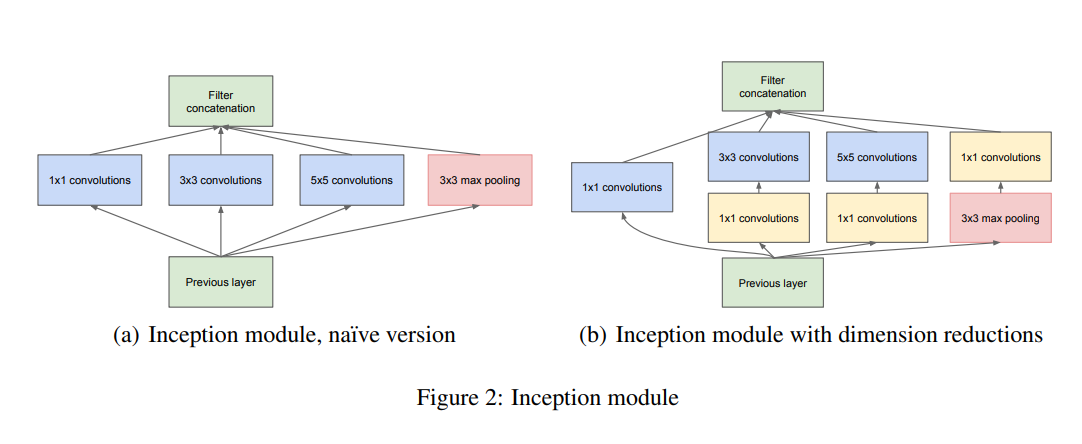 Filter
concatenation
1x1 convolutions
3x3 convolutions
5x5 convolutions
3x3 max pooling
Previous layer
(a) Inception module, naïve version
Filter
concatenation
3x3 convolutions
5x5 convolutions
1x1 convolutions
1x1 convolutions
1x1 convolutions
1x1 convolutions
3x3 max pooling
Previous layer
(b) Inception module with dimension reductions
Figure 2: Inception module